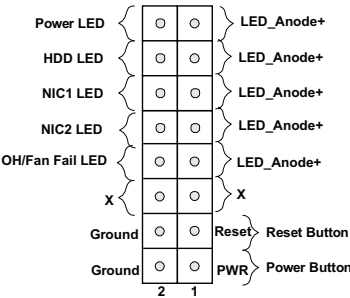 Power LED LED_Anode+
HDD LED LED_Anode+
NIC1 LED LED_Anode+
NIC2 LED LED_Anode+
OH/Fan Fail LED LED_Anode+
X X
Ground Reset Reset Button
Ground PWR Power Button
2 1